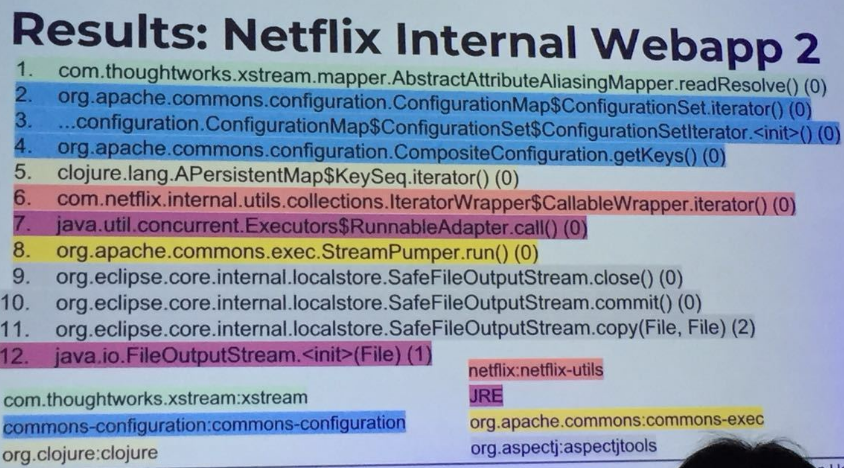 Results: Netflix Internal Webapp 2
1. com.thoughtworks.xstream.mapper.AbstractAttributeAliasingMapper.readResolve() (0)
2. org.apache.commons.configuration.ConfigurationMap$ConfigurationSet.iterator() (0)
3. ...configuration.ConfigurationMap$ConfigurationSet$ConfigurationSetIterator.<init>() (0)
4. org.apache.commons.configuration.CompositeConfiguration.getKeys() (0)
5. clojure.lang.APersistentMap$KeySeq.iterator() (0)
6. com.netflix.internal.utils.collections.IteratorWrapper$CallableWrapper.iterator() (0)
7. java.util.concurrent.Executors$RunnableAdapter.call() (0)
8. org.apache.commons.exec.StreamPumper.run() (0)
9. org.eclipse.core.internal.localstore.SafeFileOutputStream.close() (0)
10. org.eclipse.core.internal.localstore.SafeFileOutputStream.commit() (0)
11. org.eclipse.core.internal.localstore.SafeFileOutputStream.copy(File, File) (2)
12. java.io.FileOutputStream.<init>(File) (1)
com.thoughtworks.xstream:xstream
commons-configuration:commons-configuration
org.clojure:clojure
netflix:netflix-utils
JRE
org.apache.commons:commons-exec
org.aspectj:aspectjtools